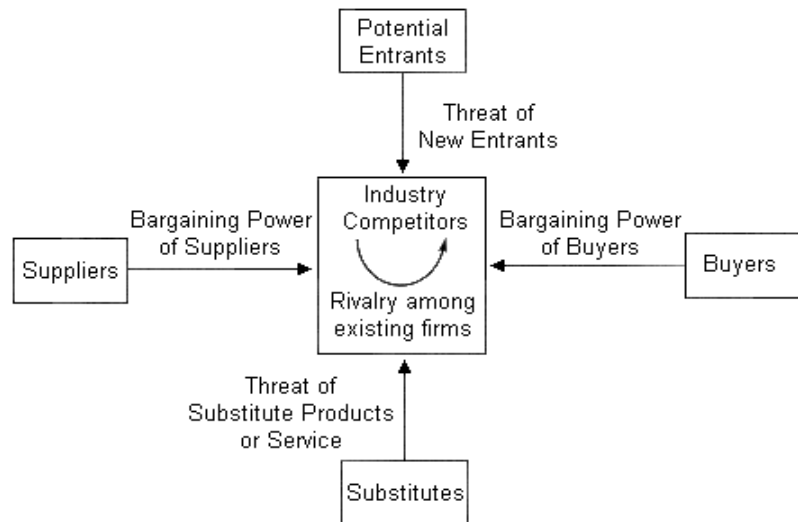 Potential
Entrants
Threat of
New Entrants
Industry
Competitors
Bargaining Power
of Suppliers
Bargaining Power
of Buyers
Suppliers
Buyers
Rivalry among
existing firms
Threat of
Substitute Products
or Service
Substitutes